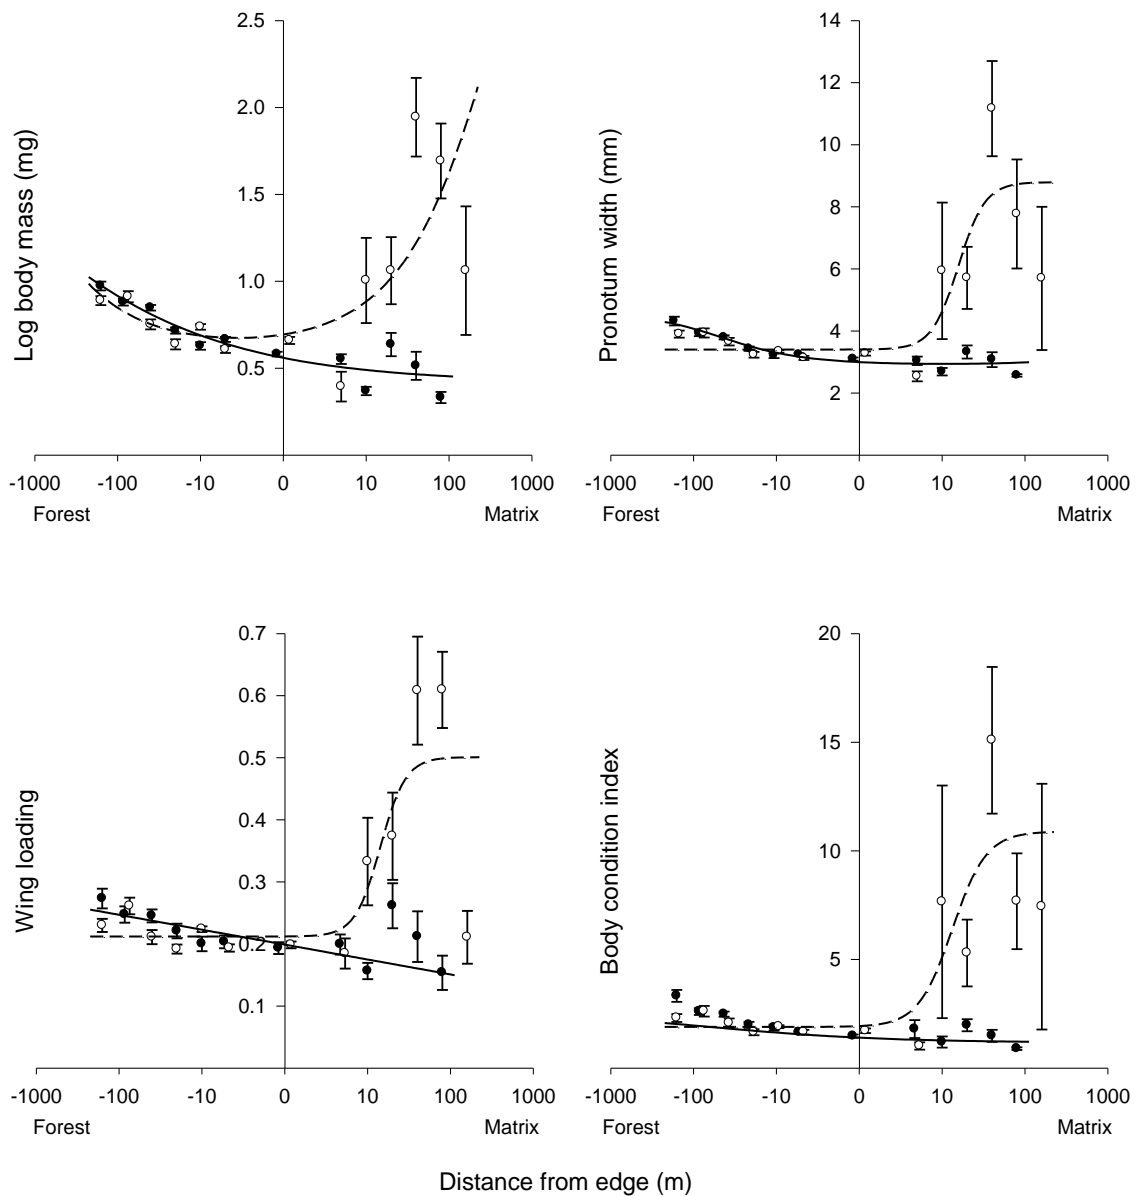 Log body mass (mg)
2.5
2.0
1.5
1.0
0.5
-1000 -100 -10 0 10 100 1000
Forest Matrix
Pronotum width (mm)
14
12
10
8
6
4
2
-1000 -100 -10 0 10 100 1000
Forest Matrix
Wing loading
0.7
0.6
0.5
0.4
0.3
0.2
0.1
-1000 -100 -10 0 10 100 1000
Forest Matrix
Body condition index
20
15
10
5
-1000 -100 -10 0 10 100 1000
Forest Matrix
Distance from edge (m)